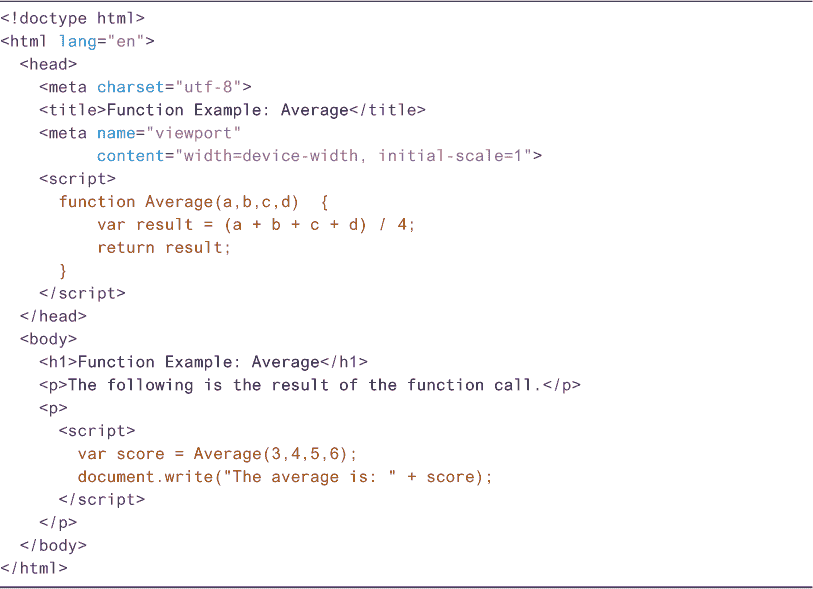 <!doctype html>
<html lang="en">
  <head>
    <meta charset="utf-8">
    <title>Function Example: Average</title>
    <meta name="viewport"
          content="width=device-width, initial-scale=1">
    <script>
      function Average(a,b,c,d)  {
          var result = (a + b + c + d) / 4;
          return result;
      }
    </script>
  </head>
  <body>
    <h1>Function Example: Average</h1>
    <p>The following is the result of the function call.</p>
    <p>
      <script>
        var score = Average(3,4,5,6);
        document.write("The average is: " + score);
      </script>
    </p>
  </body>
</html>